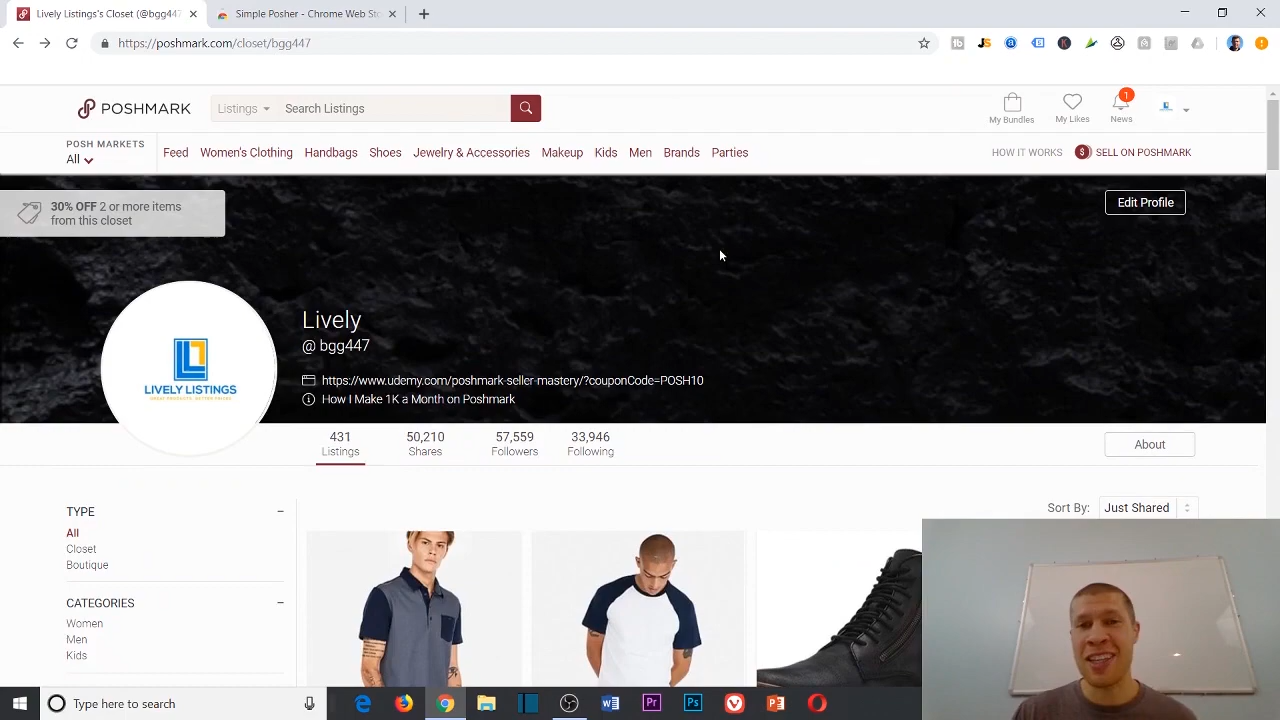 Lively Listings's Closet (@bgg447
Simple Posher - Chrome Web Sto
https://poshmark.com/closet/bgg447
POSHMARK
Listings
Search Listings
My Bundles
My Likes
1
News
POSH MARKETS
All
Feed
Women's Clothing
Handbags
Shoes
Jewelry & Accessories
Makeup
Kids
Men
Brands
Parties
HOW IT WORKS
$ SELL ON POSHMARK
30% OFF 2 or more items
from this closet
Edit Profile
Lively
@ bgg447
https://www.udemy.com/poshmark-seller-mastery/?couponCode=POSH10
How I Make 1K a Month on Poshmark
LIVELY LISTINGS
431
Listings
50,210
Shares
57,559
Followers
33,946
Following
About
Sort By:
Just Shared
TYPE
All
Closet
Boutique
CATEGORIES
Women
Men
Kids
Type here to search